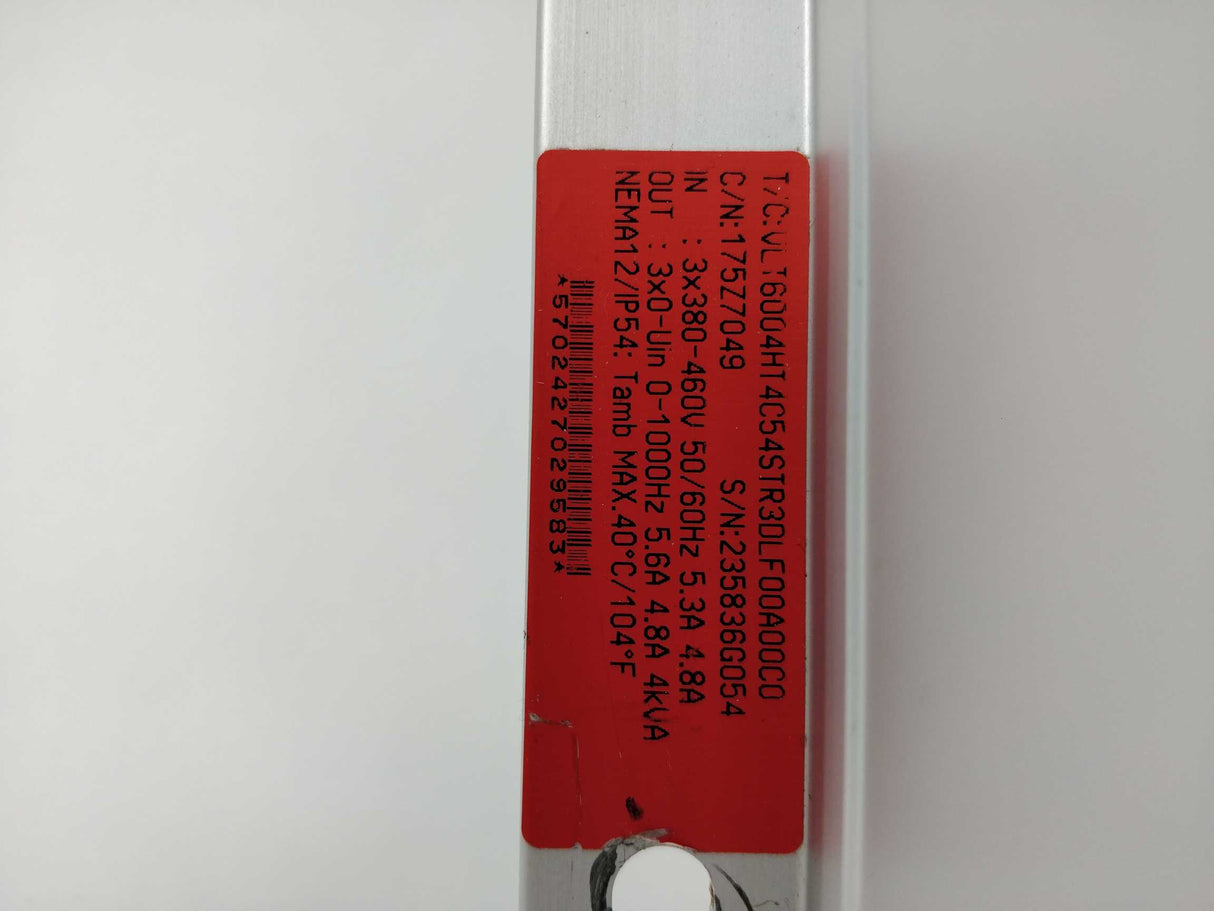 T/C:VLT6004HT4C54STR3DLF00A00C0
C/N:175Z7049 S/N:235836G054
IN : 3x380-460V 50/60Hz 5.3A 4.8A
OUT : 3x0-Uin 0-1000Hz 5.6A 4.8A 4kVA
NEMA12/IP54: Tamb MAX.40°C/104°F
*5702427029583*